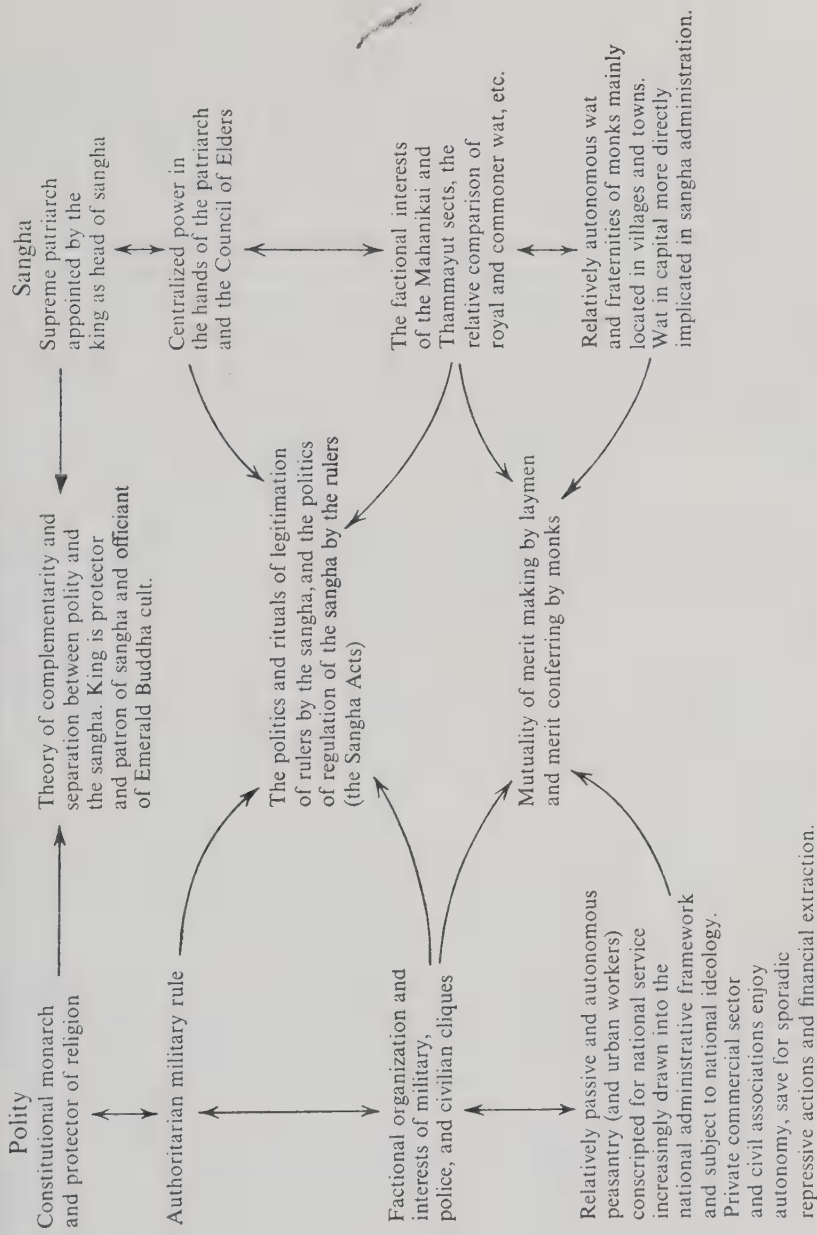 Polity
Constitutional monarch
and protector of religion
Authoritarian military rule
Factional organization and
interests of military,
police, and civilian cliques
Relatively passive and autonomous
peasantry (and urban workers)
conscripted for national service
increasingly drawn into the
national administrative framework
and subject to national ideology.
Private commercial sector
and civil associations enjoy
autonomy, save for sporadic
repressive actions and financial extraction.
Theory of complementarity and
separation between polity and
the sangha. King is protector
and patron of sangha and officiant
of Emerald Buddha cult.
The politics and rituals of legitimation
of rulers by the sangha, and the politics
of regulation of the sangha by the rulers
(the Sangha Acts)
Mutuality of merit making by laymen
and merit conferring by monks
Sangha
Supreme patriarch
appointed by the
king as head of sangha
Centralized power in
the hands of the patriarch
and the Council of Elders
The factional interests
of the Mahanikai and
Thammayut sects, the
relative comparison of
royal and commoner wat, etc.
Relatively autonomous wat
and fraternities of monks mainly
located in villages and towns.
Wat in capital more directly
implicated in sangha administration.